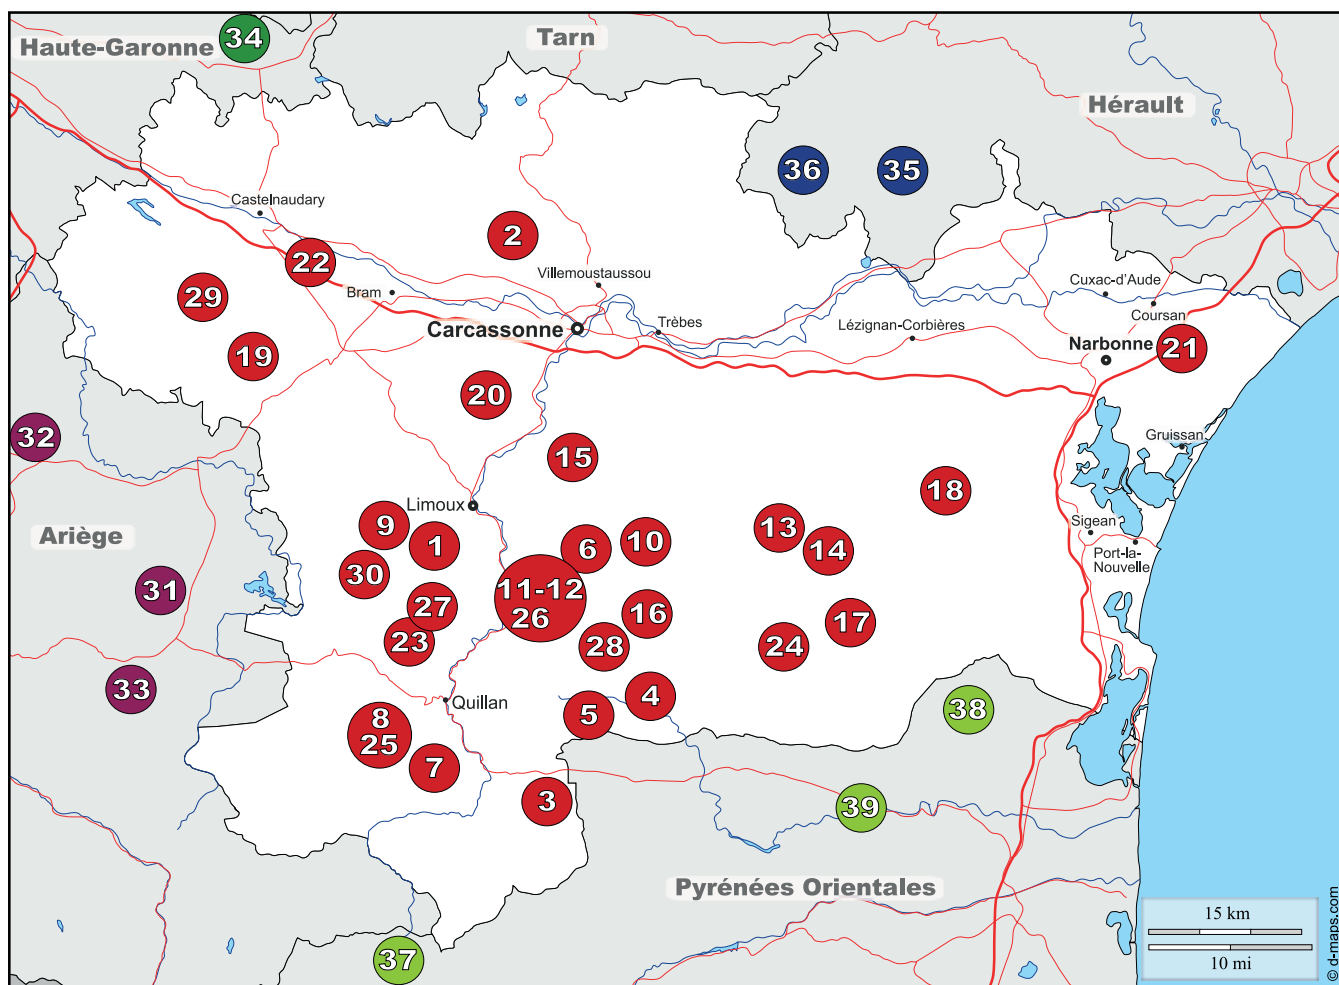 Haute-Garonne
34
Tarn
Hérault
36
35
Castelnaudary
2
22
Villemoustaussou
Cuxac-d'Aude
Bram
29
Coursan
Carcassonne
Trèbes
Lézignan-Corbières
Narbonne
21
19
20
32
Gruissan
15
18
Limoux
9
13
Sigean
Ariège
1
6
10
14
Port-la-
Nouvelle
30
31
11-12
26
27
16
17
23
28
24
33
4
Quillan
5
38
8
25
7
3
39
Pyrénées Orientales
15 km
10 mi
37
© d-maps.com